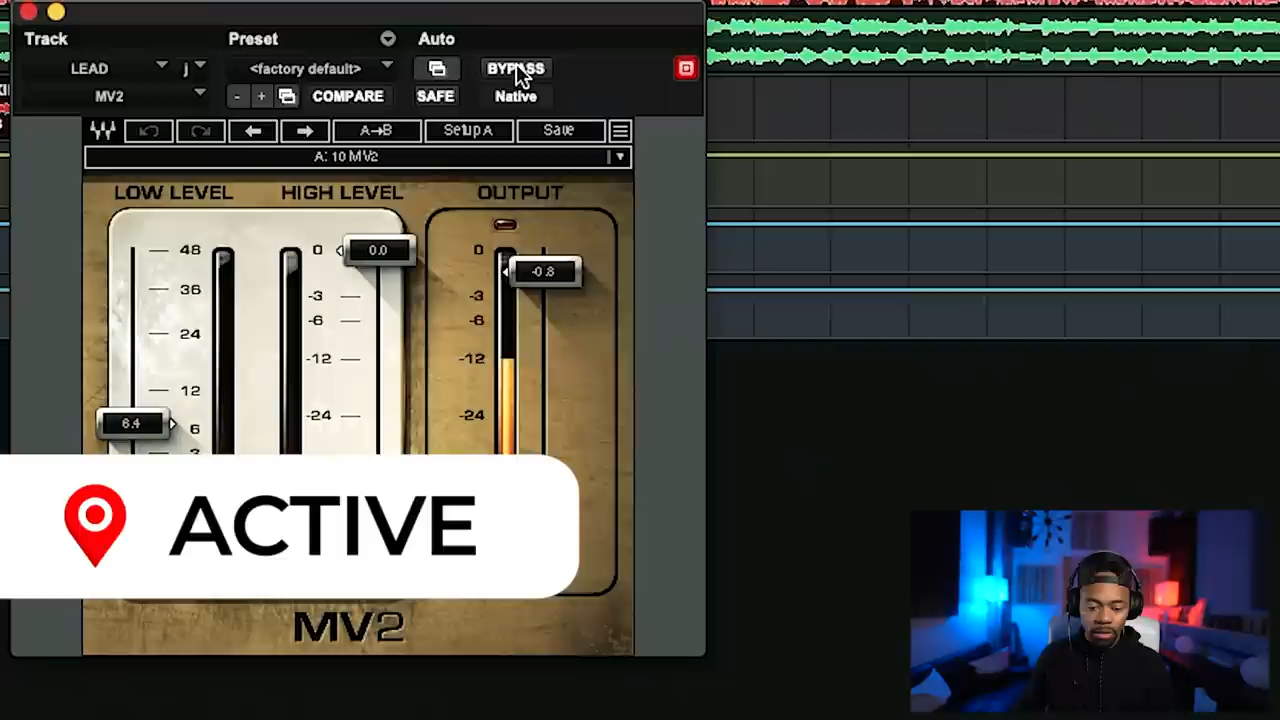 Track Preset Auto
LEAD j <factory default> BYPASS
MV2 - + COMPARE SAFE Native
A→B Setup A Save
A: 10 MV2
LOW LEVEL HIGH LEVEL OUTPUT
48 0 0.0 0 -0.8
36 -3 -3
24 -6 -6
12 -12 -12
6.4 6 -24 -24
ACTIVE
MV2